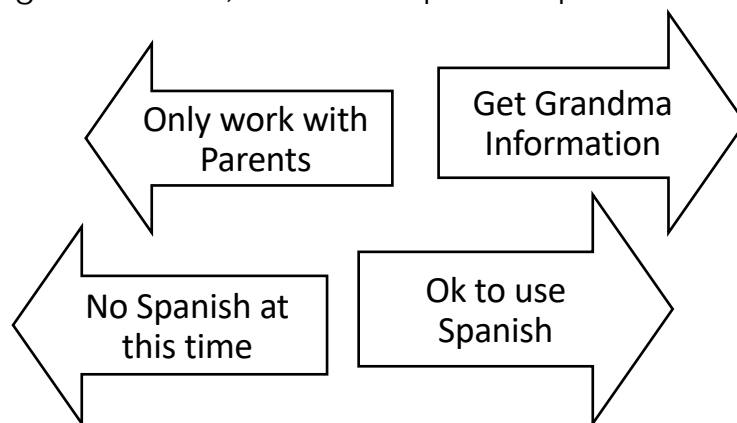 Only work with
Parents
Get Grandma
Information
No Spanish at
this time
Ok to use
Spanish